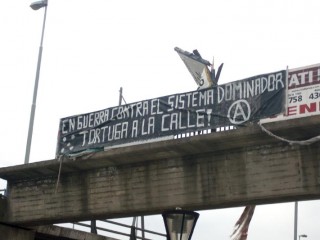 EN GUERRA CONTRA EL SISTEMA DOMINADOR
TORTUGA A LA CALLE!